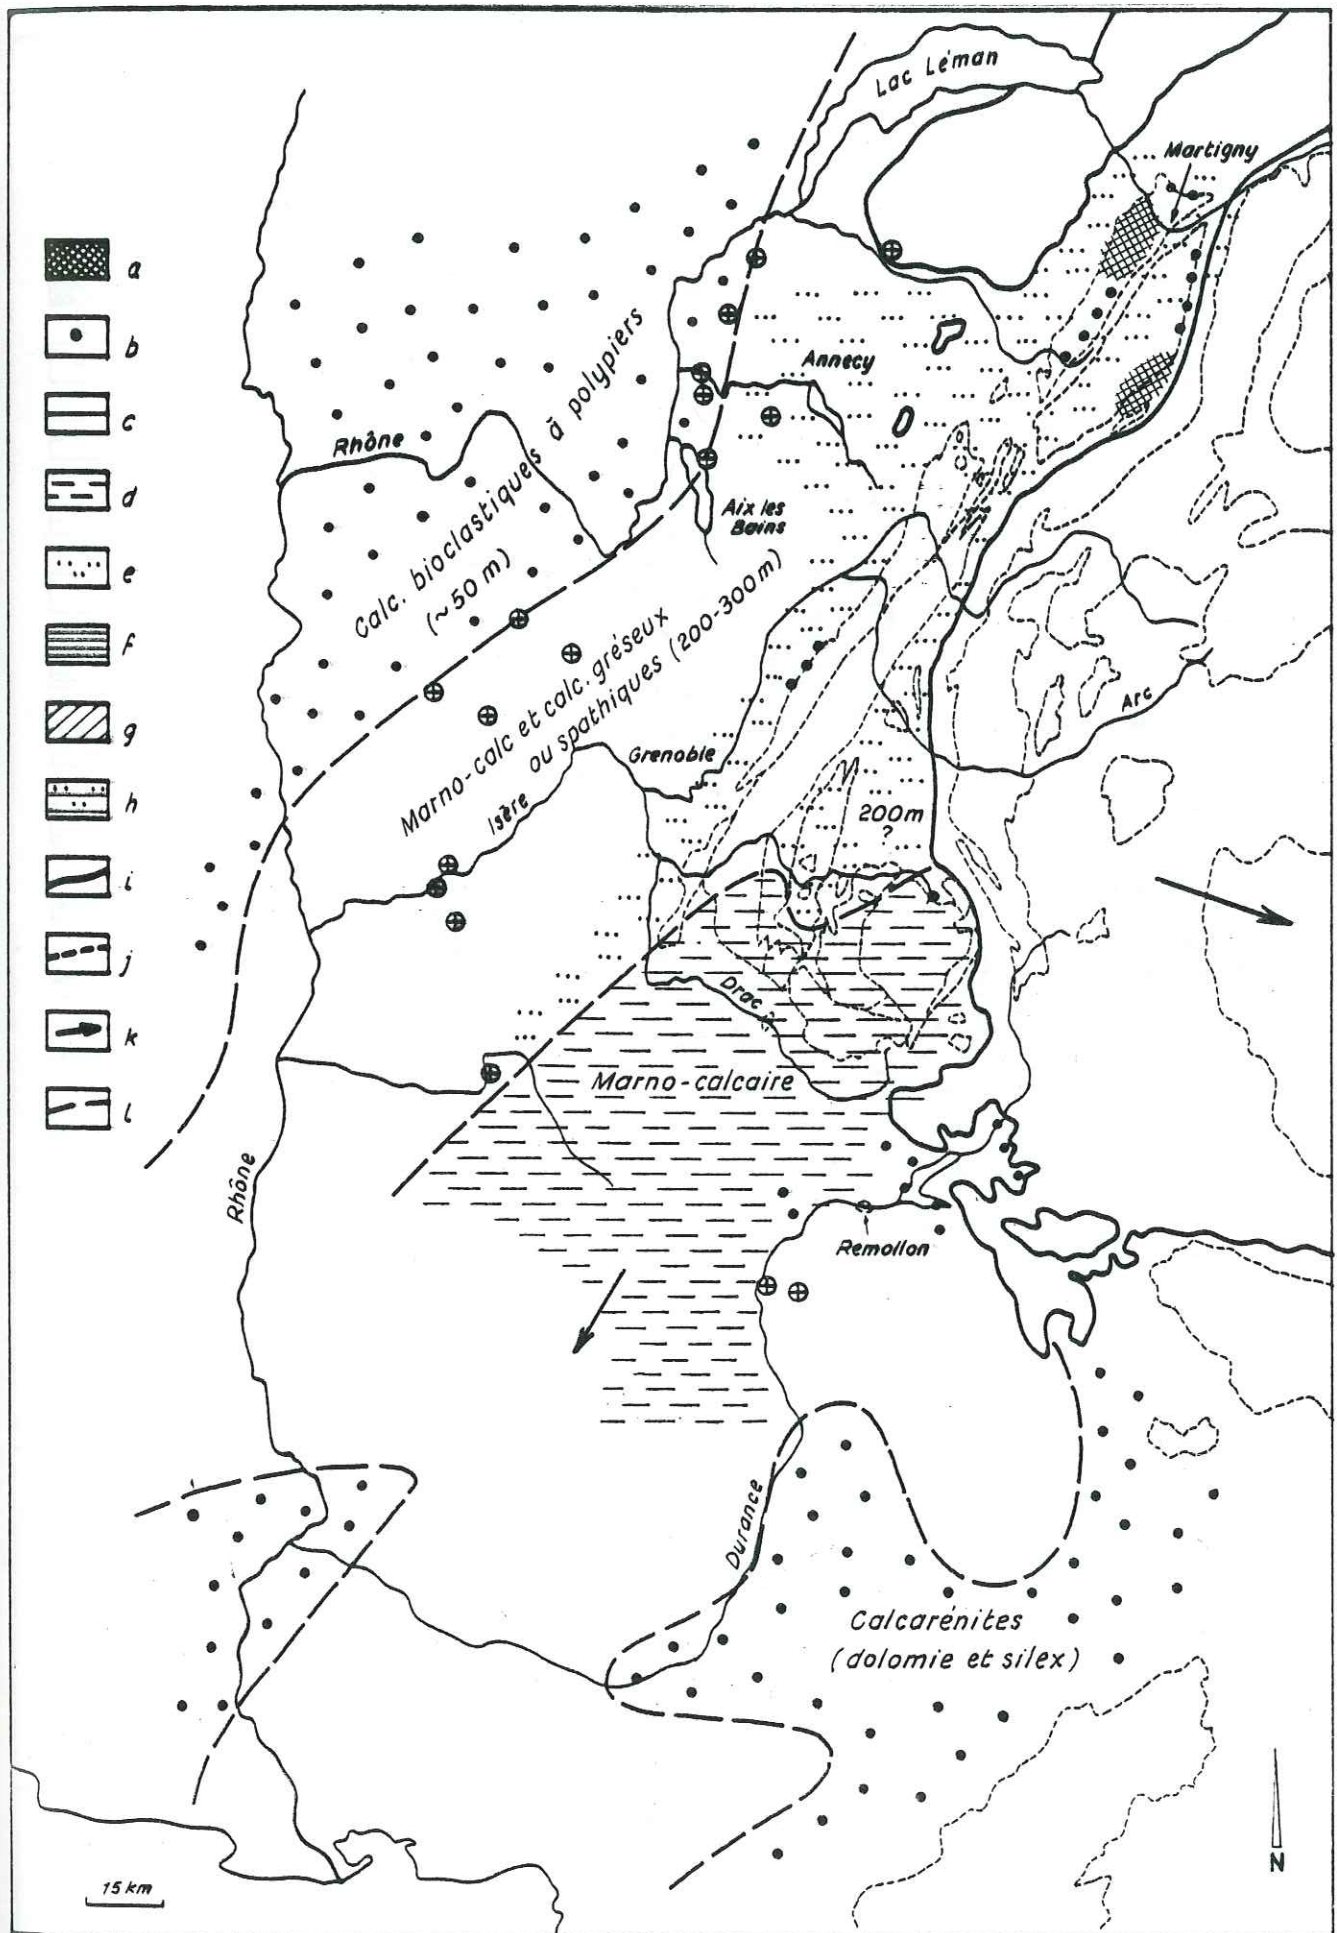 Lac Léman
Martigny
a
b
c
d
e
f
g
h
i
j
k
l
Annecy
Rhône
Calc. bioclastiques à polypiers
(~50 m)
Aix les
Bains
Marno-calc et calc. gréseux
ou spathiques (200-300m)
Isère
Grenoble
Arc
200m
?
Drac
Marno-calcaire
Rhône
Remollon
Durance
Calcarénites
(dolomie et silex)
15 km
N